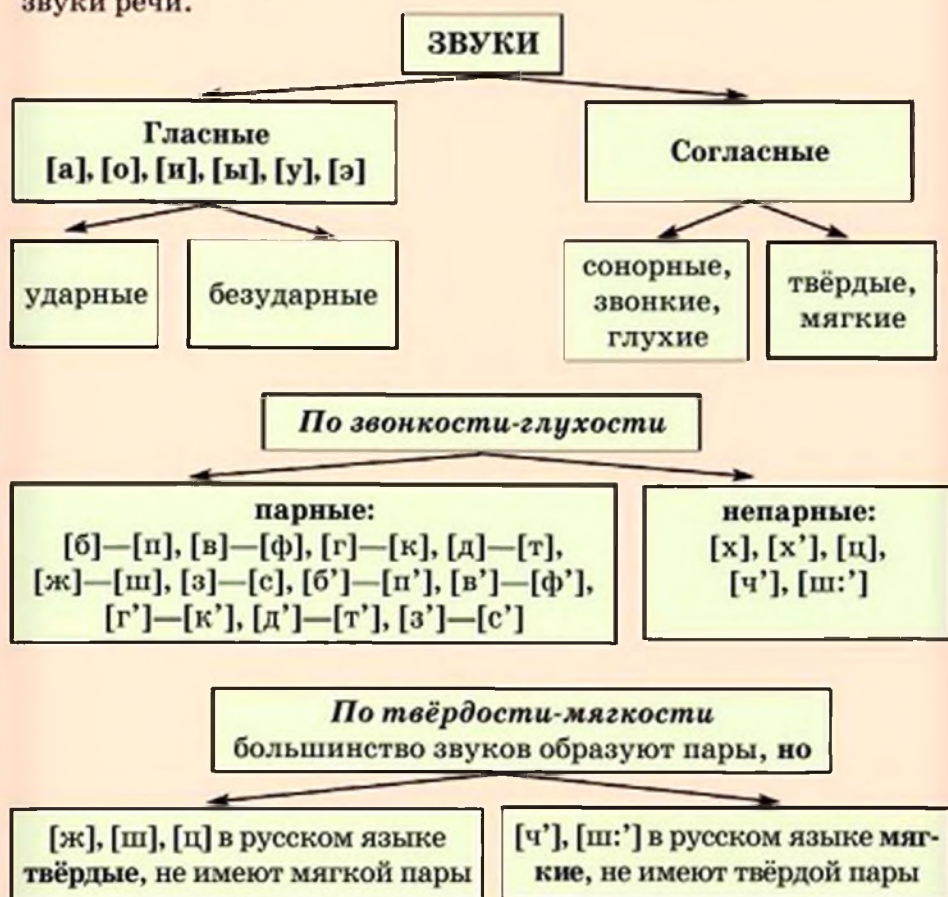 звуки речи.
ЗВУКИ
Гласные
[а], [о], [и], [ы], [у], [э]
Согласные
ударные
безударные
сонорные,
звонкие,
глухие
твёрдые,
мягкие
По звонкости-глухости
парные:
[б]—[п], [в]—[ф], [г]—[к], [д]—[т],
[ж]—[ш], [з]—[с], [б’]—[п’], [в’]—[ф’],
[г’]—[к’], [д’]—[т’], [з’]—[с’]
непарные:
[х], [х’], [ц],
[ч’], [ш:’]
По твёрдости-мягкости
большинство звуков образуют пары, но
[ж], [ш], [ц] в русском языке
твёрдые, не имеют мягкой пары
[ч’], [ш:’] в русском языке мяг-
кие, не имеют твёрдой пары